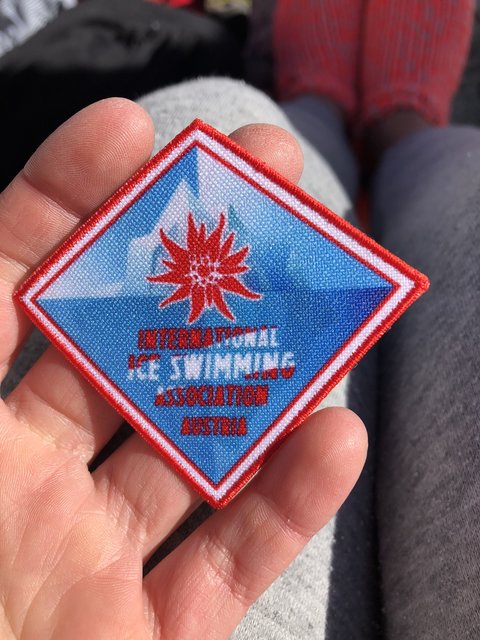 INTERNATIONAL
ICE SWIMMING
ASSOCIATION
AUSTRIA